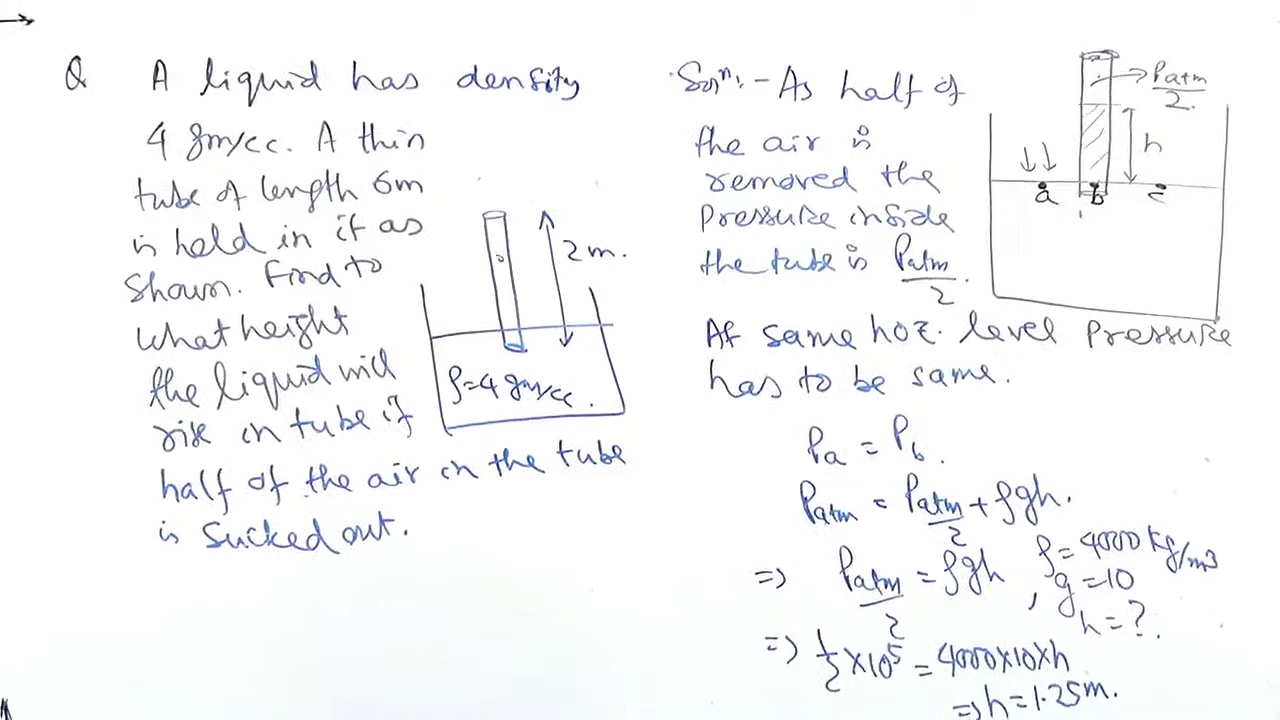 Q A liquid has density
4 gm/cc. A thin
tube of length 6m
is held in it as
shown. Find to
what height
the liquid will
rise in tube if
half of the air in the tube
is sucked out.
2 m.
ρ=4 gm/cc.
Soln: - As half of
the air is
removed the
Pressure inside
the tube is Patm/2.
At same hoz. level Pressure
has to be same.
Patm/2.
h
a b c
Pa = Pb.
Patm = Patm/2 + ρgh.
=> Patm/2 = ρgh , ρ=4000 kg/m3
g=10
h=?.
=> 1/2 ×10^5 = 4000×10×h
=> h=1.25m.